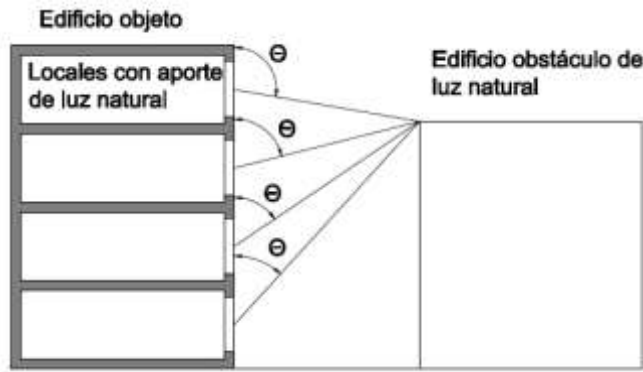 Edificio objeto
Locales con aporte
de luz natural
Edificio obstáculo de
luz natural
Θ
Θ
Θ
Θ